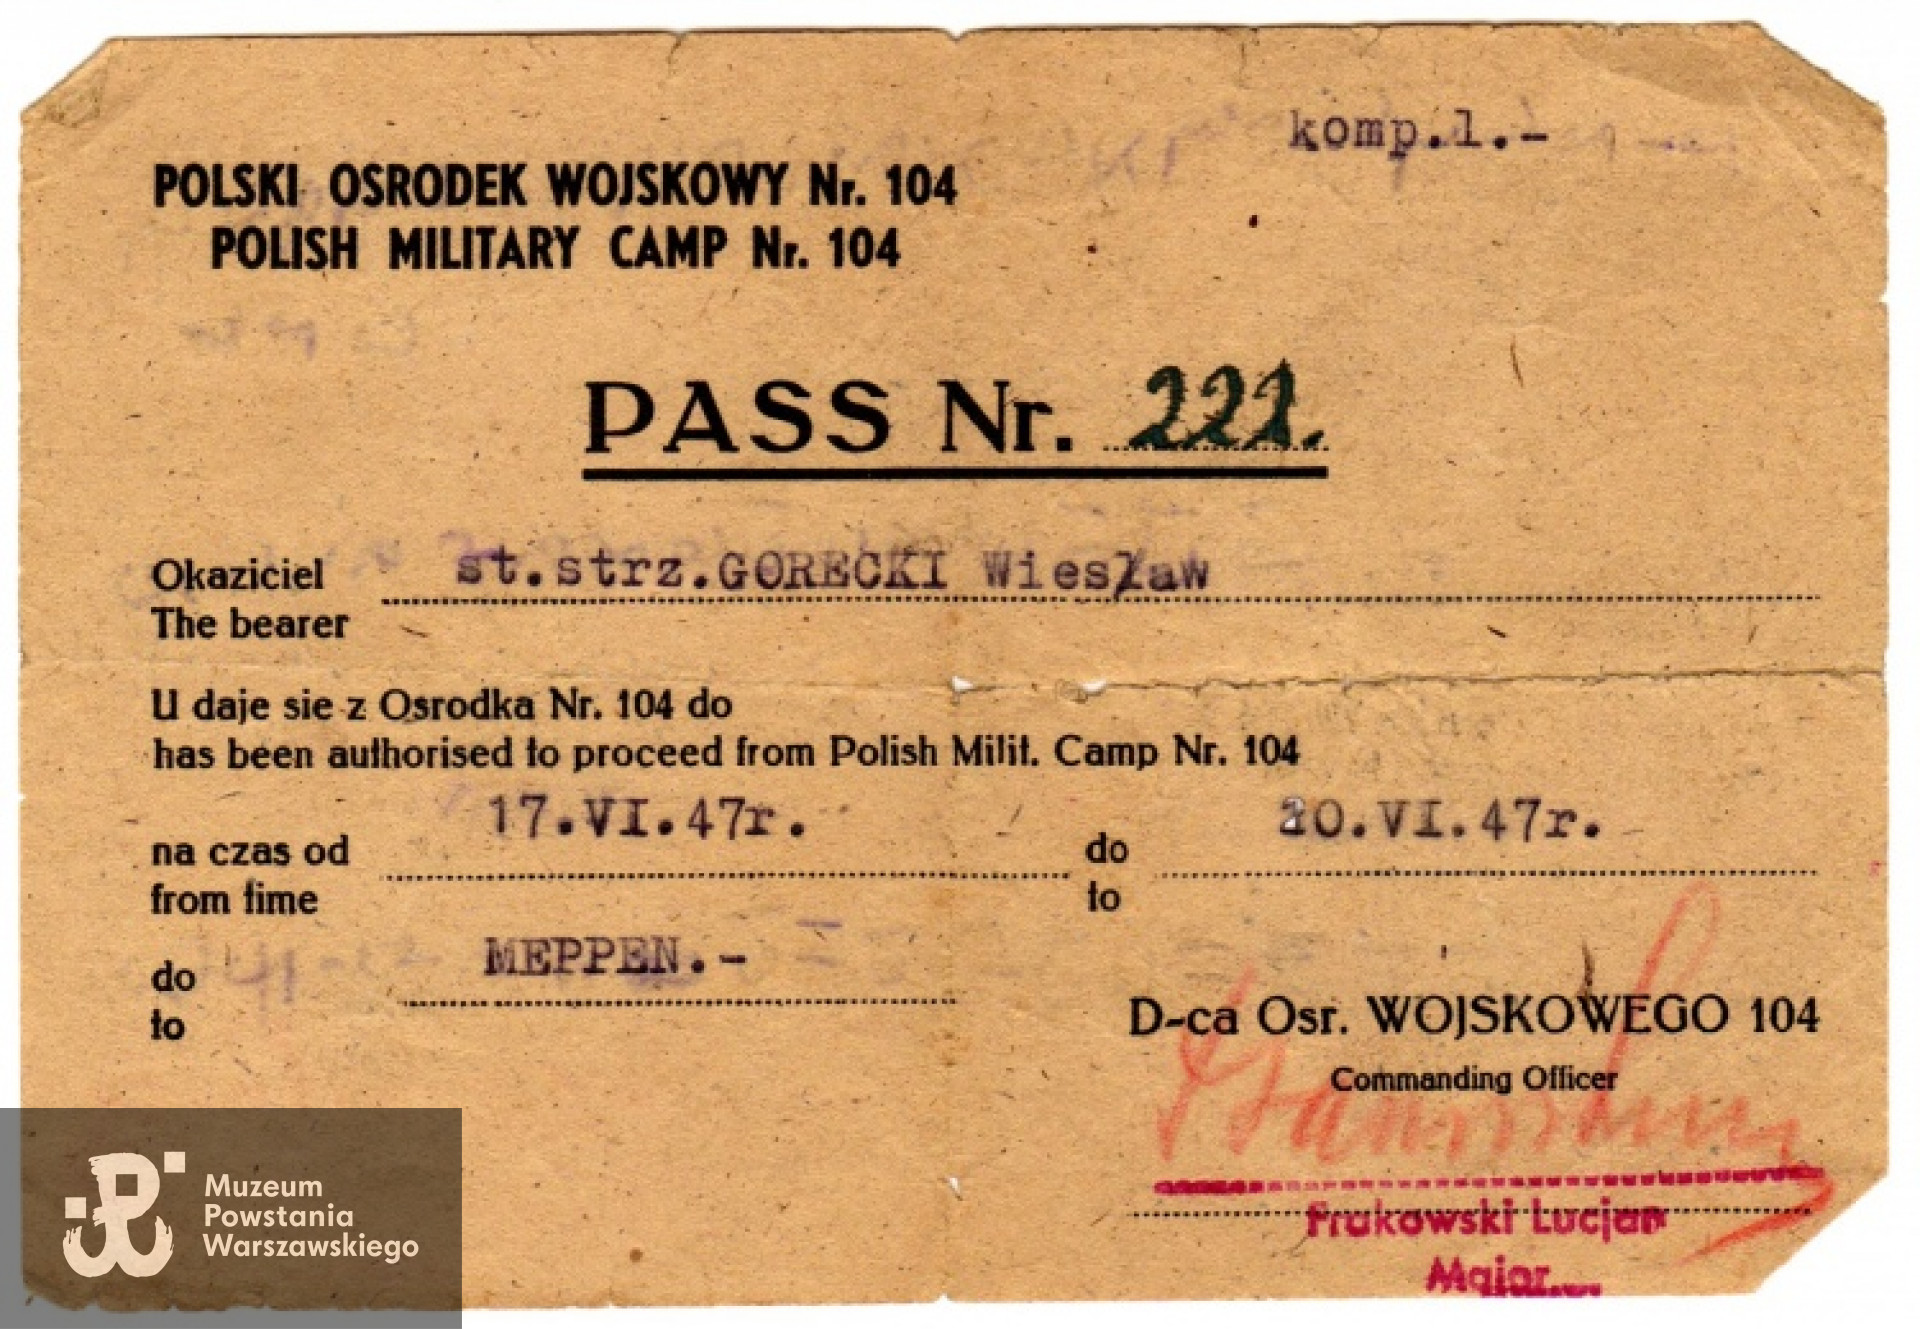 komp.1.-
POLSKI OSRODEK WOJSKOWY Nr. 104
POLISH MILITARY CAMP Nr. 104
PASS Nr. 222.
Okaziciel st.strz.GORECKI Wiesław
The bearer
U daje sie z Osrodka Nr. 104 do
has been authorised to proceed from Polish Milit. Camp Nr. 104
na czas od 17.VI.47r. do 20.VI.47r.
from time to
do MEPPEN.-
to
D-ca Osr. WOJSKOWEGO 104
Commanding Officer
Frakowski Lucjan
Major
Muzeum
Powstania
Warszawskiego